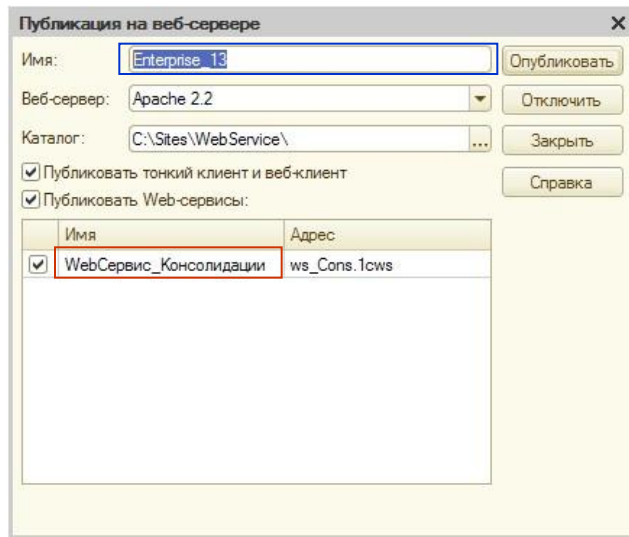 Публикация на веб-сервере
Имя: Enterprise_13 Опубликовать
Веб-сервер: Apache 2.2 Отключить
Каталог: C:\Sites\WebService\ ... Закрыть
Публиковать тонкий клиент и веб-клиент
Справка
Публиковать Web-сервисы:
Имя Адрес
WebСервис_Консолидации ws_Cons.1cws